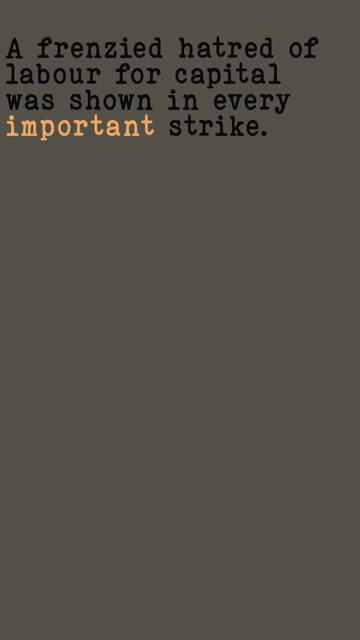 A frenzied hatred of
labour for capital
was shown in every
important strike.